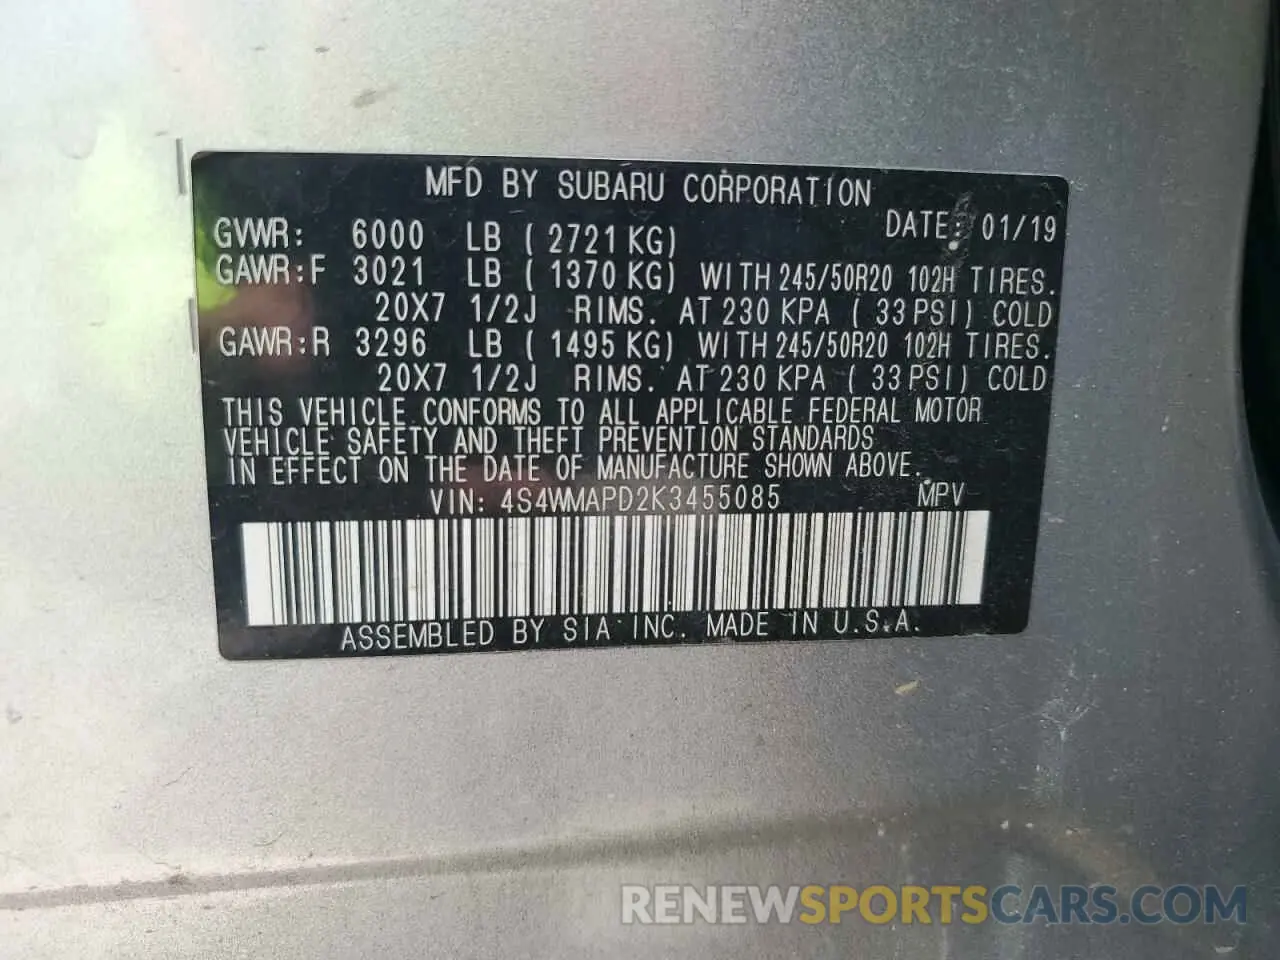 MFD BY SUBARU CORPORATION
DATE: 01/19
GVWR: 6000 LB ( 2721 KG)
GAWR:F 3021 LB ( 1370 KG) WITH 245/50R20 102H TIRES.
20X7 1/2J RIMS. AT 230 KPA ( 33 PSI) COLD
GAWR:R 3296 LB ( 1495 KG) WITH 245/50R20 102H TIRES.
20X7 1/2J RIMS. AT 230 KPA ( 33 PSI) COLD
THIS VEHICLE CONFORMS TO ALL APPLICABLE FEDERAL MOTOR
VEHICLE SAFETY AND THEFT PREVENTION STANDARDS
IN EFFECT ON THE DATE OF MANUFACTURE SHOWN ABOVE.
VIN: 4S4WMAPD2K3455085 MPV
ASSEMBLED BY SIA INC. MADE IN U.S.A.
RENEWSPORTSCARS.COM